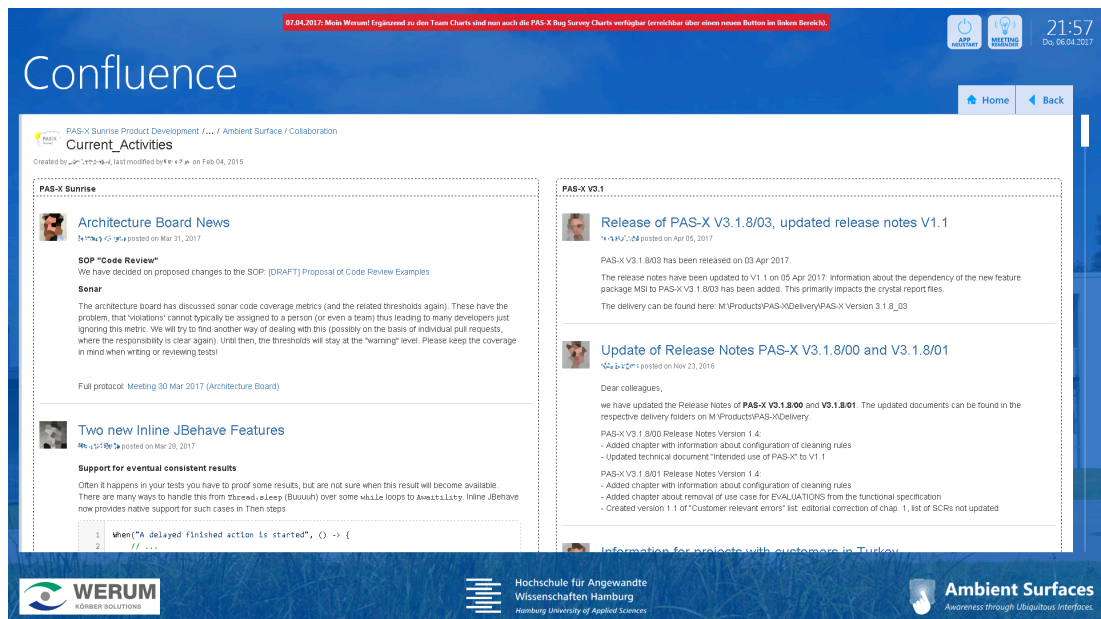 07.04.2017: Mein Werum! Ergänzend zu den Team Charts sind nun auch die PAS-X Bug Survey Charts verfügbar (erreichbar über einen neuem Button im linken Bereich).
APP NEUSTART
MEETING REMINDER
21:57
Do, 06.04.2017
Confluence
Home
Back
PAS-X Sunrise Product Development /... / Ambient Surface / Collaboration
Current_Activities
Created by , last modified by on Feb 04, 2015
PAS-X Sunrise
Architecture Board News
posted on Mar 31, 2017
SOP "Code Review"
We have decided on proposed changes to the SOP: [DRAFT] Proposal of Code Review Examples
Sonar
The architecture board has discussed sonar code coverage metrics (and the related thresholds again). These have the
problem, that 'violations' cannot typically be assigned to a person (or even a team) thus leading to many developers just
ignoring this metric. We will try to find another way of dealing with this (possibly on the basis of individual pull requests,
where the responsibility is clear again). Until then, the thresholds will stay at the "warning" level. Please keep the coverage
in mind when writing or reviewing tests!
Full protocol: Meeting 30 Mar 2017 (Architecture Board)
Two new Inline JBehave Features
posted on Mar 29, 2017
Support for eventual consistent results
Often it happens in your tests you have to proof some results, but are not sure when this result will become available.
There are many ways to handle this from Thread.sleep (Buuuuh) over some while loops to Awaitility. Inline JBehave
now provides native support for such cases in Then steps
1 When("A delayed finished action is started", () -> {
2 // ...
PAS-X V3.1
Release of PAS-X V3.1.8/03, updated release notes V1.1
posted on Apr 05, 2017
PAS-X V3.1.8/03 has been released on 03 Apr 2017.
The release notes have been updated to V1.1 on 05 Apr 2017: Information about the dependency of the new feature
package MSI to PAS-X V3.1.8/03 has been added. This primarily impacts the crystal report files.
The delivery can be found here: M:\Products\PAS-X\Delivery\PAS-X Version 3.1.8_03
Update of Release Notes PAS-X V3.1.8/00 and V3.1.8/01
posted on Nov 23, 2016
Dear colleagues,
we have updated the Release Notes of PAS-X V3.1.8/00 and V3.1.8/01. The updated documents can be found in the
respective delivery folders on M:\Products\PAS-X\Delivery.
PAS-X V3.1.8/00 Release Notes Version 1.4:
- Added chapter with information about configuration of cleaning rules
- Updated technical document "Intended use of PAS-X" to V1.1
PAS-X V3.1.8/01 Release Notes Version 1.4:
- Added chapter with information about configuration of cleaning rules
- Added chapter about removal of use case for EVALUATIONS from the functional specification
- Created version 1.1 of "Customer relevant errors" list: editorial correction of chap. 1, list of SCRs not updated
Information for projects with customers in Turkey
WERUM
KÖRBER SOLUTIONS
Hochschule für Angewandte
Wissenschaften Hamburg
Hamburg University of Applied Sciences
Ambient Surfaces
Awareness through Ubiquitous Interfaces.